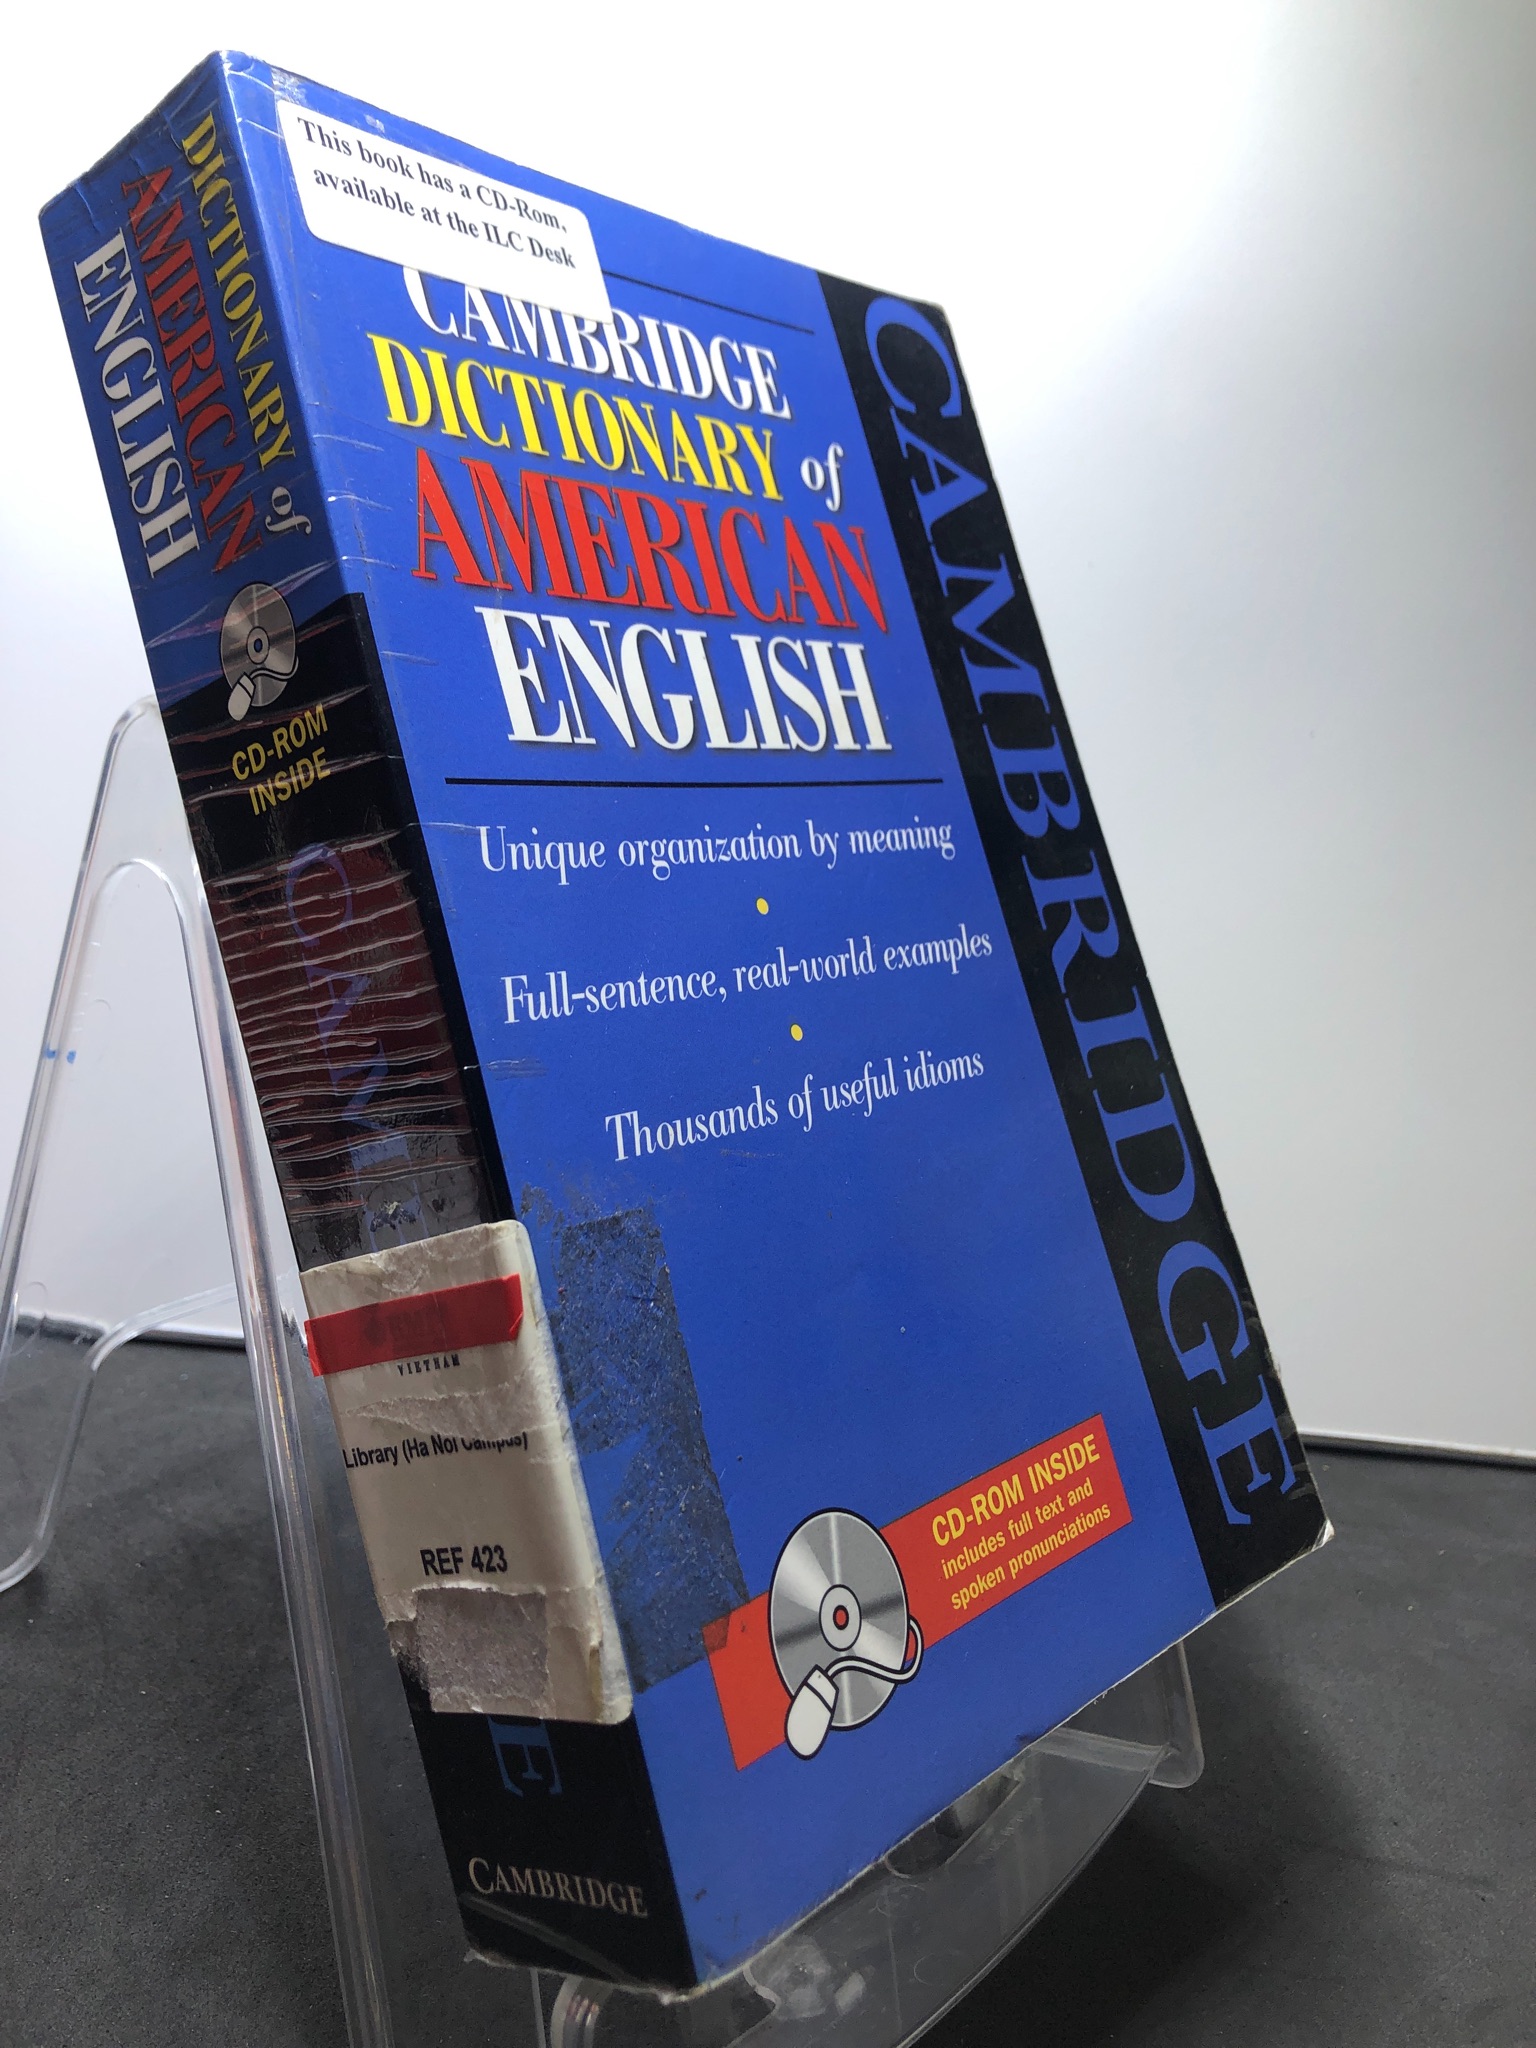 This book has a CD-Rom,
available at the ILC Desk
CAMBRIDGE
DICTIONARY of
AMERICAN
ENGLISH
Unique organization by meaning
Full-sentence, real-world examples
Thousands of useful idioms
CD-ROM INSIDE
includes full text and
spoken pronunciations
CAMBRIDGE
DICTIONARY of
AMERICAN
ENGLISH
CD-ROM
INSIDE
VIETNAM
Library (Ha Noi Campus)
REF 423
CAMBRIDGE